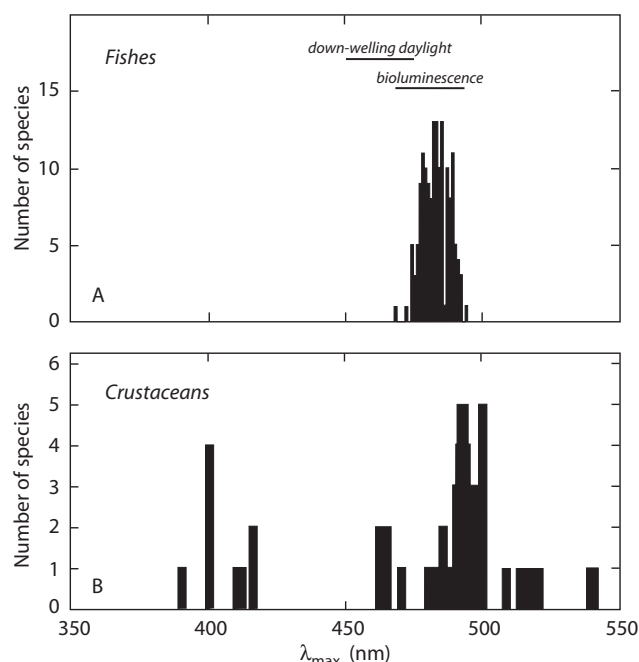 Fishes
down-welling daylight
bioluminescence
Number of species
15
10
5
0
A
Crustaceans
Number of species
6
5
4
3
2
1
0
B
350 400 450 500 550
λmax (nm)